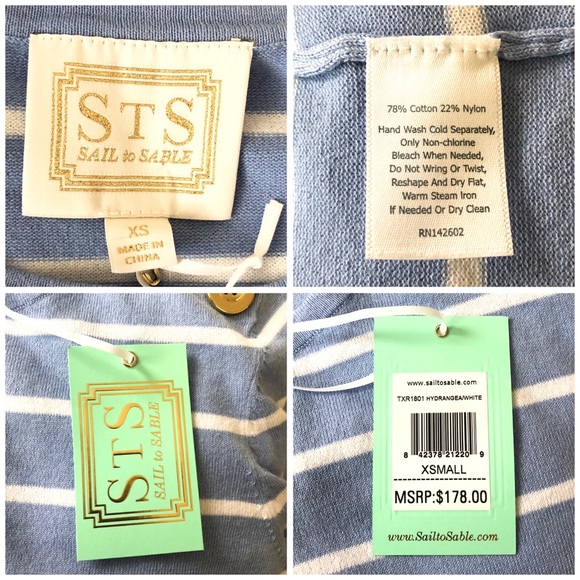 STS
SAIL to SABLE
XS
MADE IN
CHINA
78% Cotton 22% Nylon
Hand Wash Cold Separately,
Only Non-chlorine
Bleach When Needed,
Do Not Wring Or Twist,
Reshape And Dry Flat,
Warm Steam Iron
If Needed Or Dry Clean
RN142602
STS
SAIL to SABLE
www.sailtosable.com
TXR1801 HYDRANGEA/WHITE
8 42378 21220 9
XSMALL
MSRP:$178.00
www.SailtoSable.com